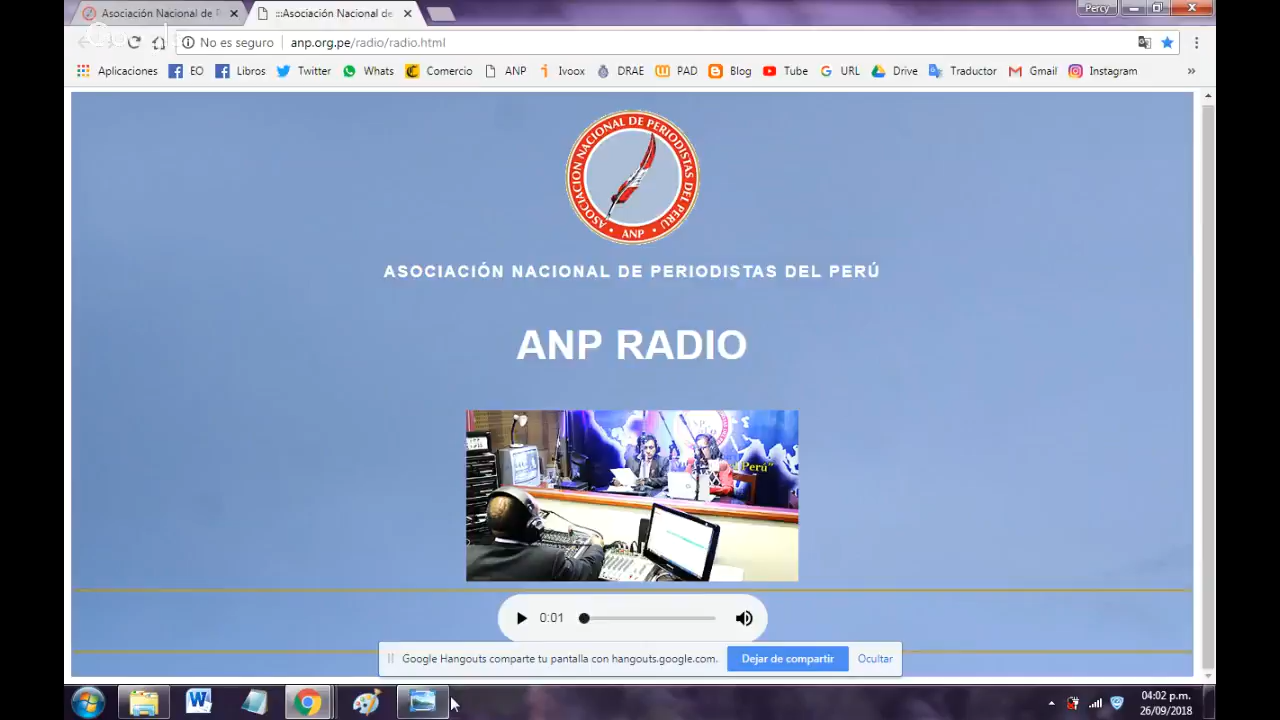 Asociación Nacional de P
:::Asociación Nacional de
Percy
No es seguro
anp.org.pe/radio/radio.html
Aplicaciones EO Libros Twitter Whats Comercio ANP Ivoox DRAE PAD Blog Tube URL Drive Traductor Gmail Instagram »
ASOCIACION NACIONAL DE PERIODISTAS DEL PERU
• ANP •
ASOCIACIÓN NACIONAL DE PERIODISTAS DEL PERÚ
ANP RADIO
0:01
Google Hangouts comparte tu pantalla con hangouts.google.com. Dejar de compartir Ocultar
04:02 p.m.
26/09/2018